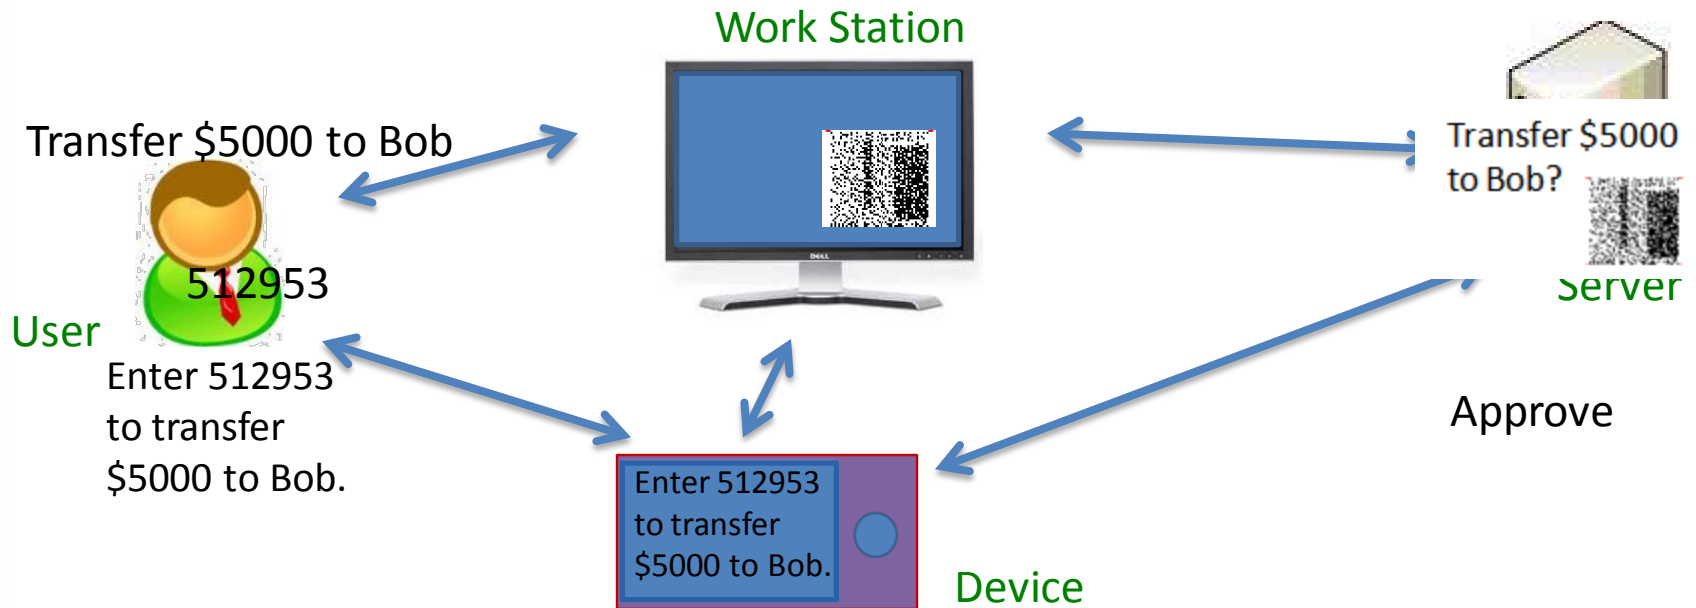 Work Station
Transfer $5000 to Bob
Transfer $5000
to Bob?
512953
Server
User
Enter 512953
to transfer
$5000 to Bob.
Approve
Enter 512953
to transfer
$5000 to Bob.
Device
DELL